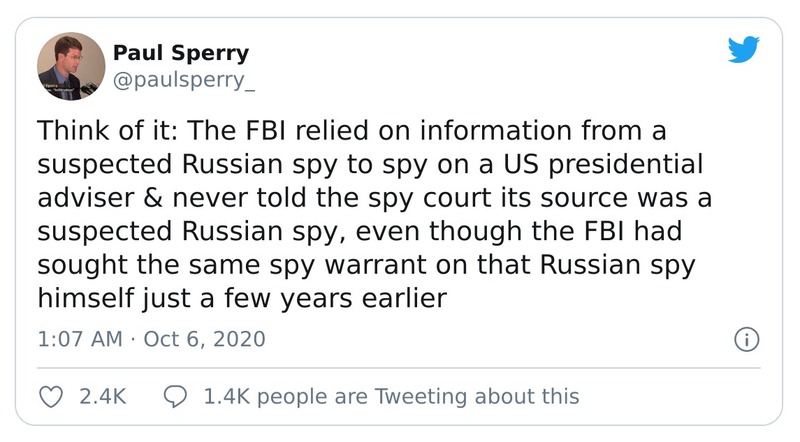 Paul Sperry
@paulsperry_
Think of it: The FBI relied on information from a
suspected Russian spy to spy on a US presidential
adviser & never told the spy court its source was a
suspected Russian spy, even though the FBI had
sought the same spy warrant on that Russian spy
himself just a few years earlier
1:07 AM · Oct 6, 2020
2.4K 1.4K people are Tweeting about this